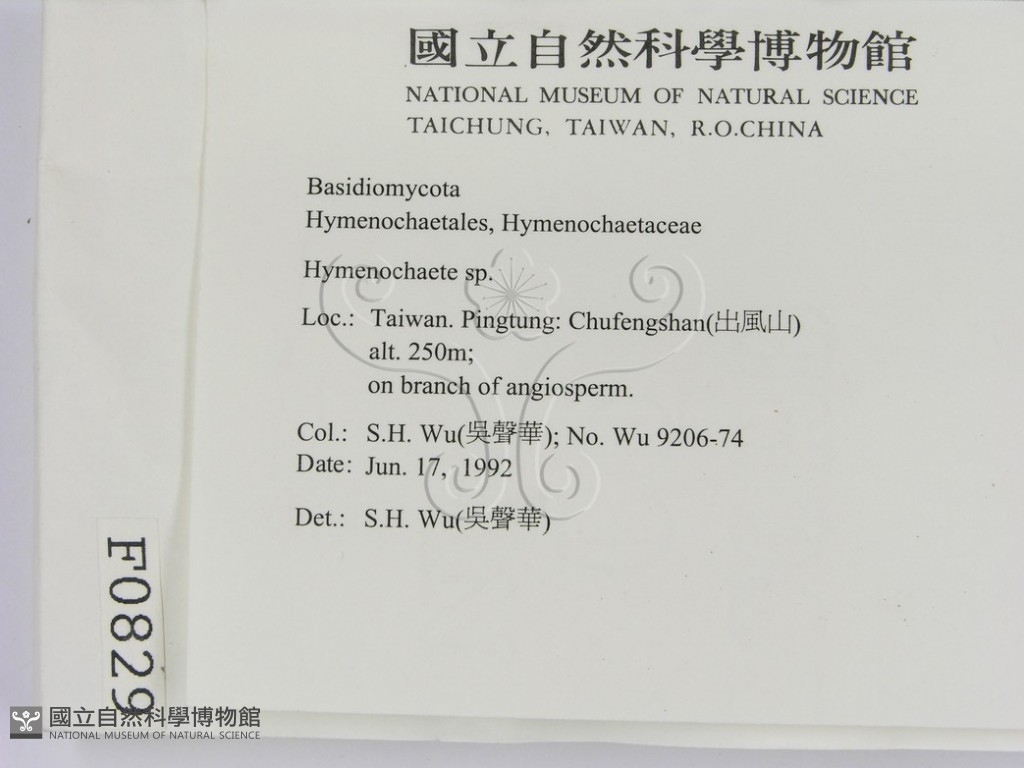 國立自然科學博物館
NATIONAL MUSEUM OF NATURAL SCIENCE
TAICHUNG, TAIWAN, R.O.CHINA
Basidiomycota
Hymenochaetales, Hymenochaetaceae
Hymenochaete sp.
Loc.: Taiwan. Pingtung: Chufengshan(出風山)
alt. 250m;
on branch of angiosperm.
Col.: S.H. Wu(吳聲華); No. Wu 9206-74
Date: Jun. 17, 1992
Det.: S.H. Wu(吳聲華)
F0829
國立自然科學博物館
NATIONAL MUSEUM OF NATURAL SCIENCE